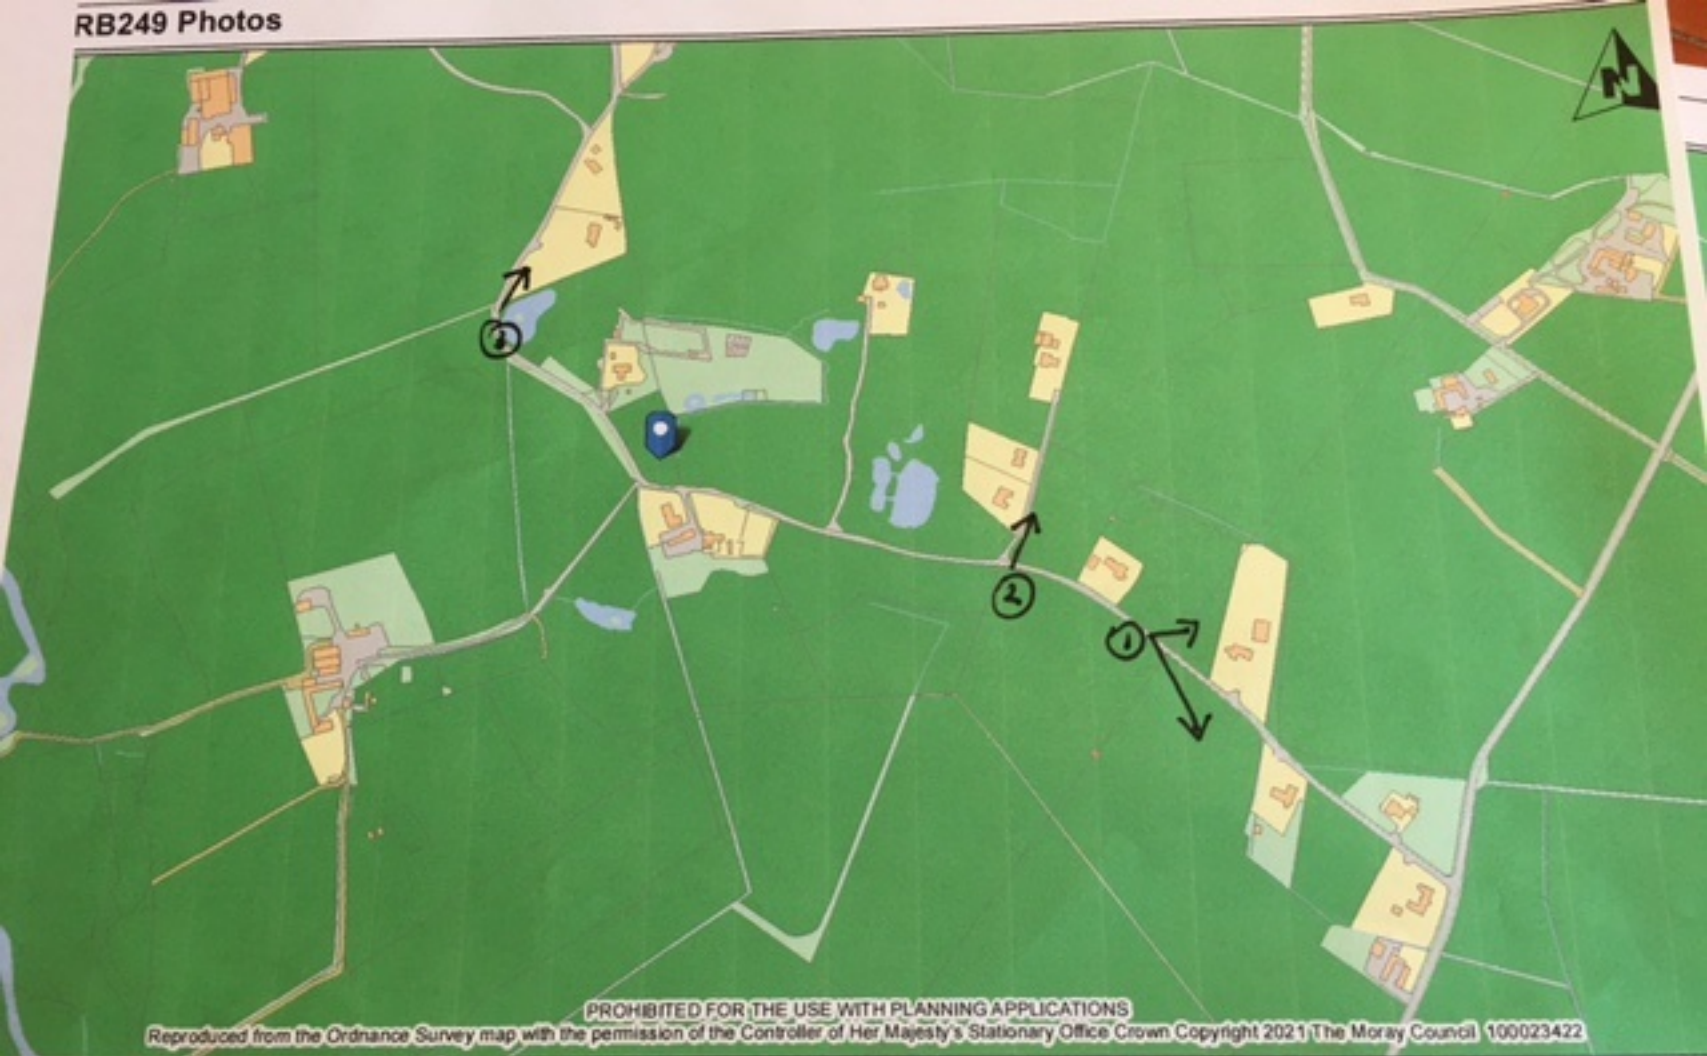 RB249 Photos
N
2
1
PROHIBITED FOR THE USE WITH PLANNING APPLICATIONS
Reproduced from the Ordnance Survey map with the permission of the Controller of Her Majesty's Stationary Office Crown Copyright 2021 The Moray Council 100023422